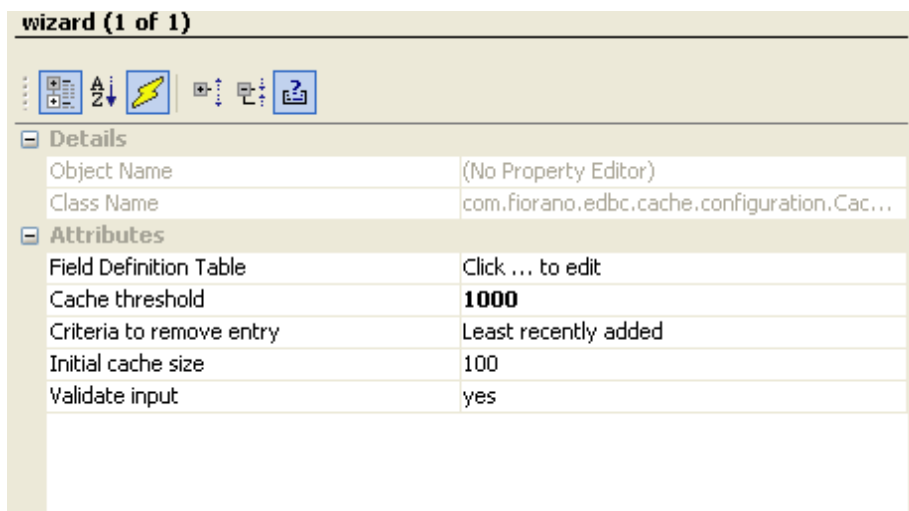 wizard (1 of 1)
Details
Object Name (No Property Editor)
Class Name com.fiorano.edbc.cache.configuration.Cac...
Attributes
Field Definition Table Click ... to edit
Cache threshold 1000
Criteria to remove entry Least recently added
Initial cache size 100
Validate input yes